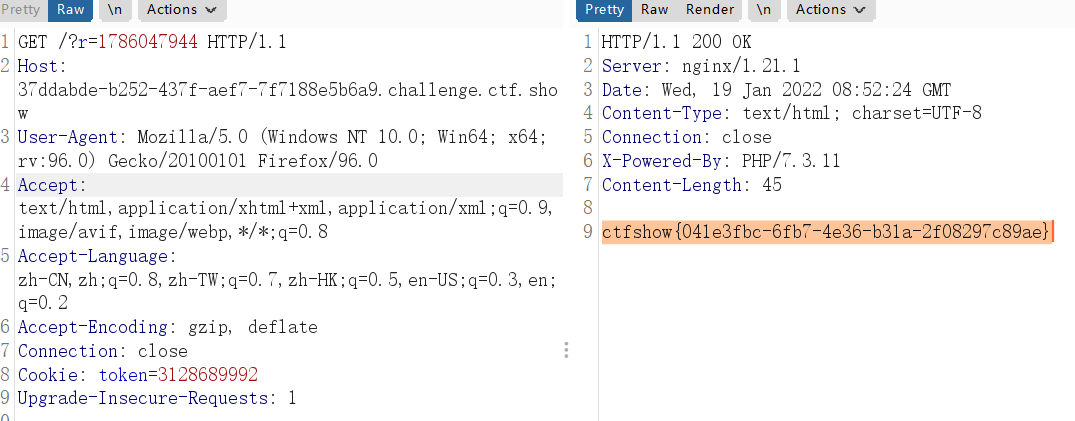 Pretty Raw \n Actions
1 GET /?r=1786047944 HTTP/1.1
2 Host:
37ddabde-b252-437f-aef7-7f7188e5b6a9.challenge.ctf.sho
w
3 User-Agent: Mozilla/5.0 (Windows NT 10.0; Win64; x64;
rv:96.0) Gecko/20100101 Firefox/96.0
4 Accept:
text/html,application/xhtml+xml,application/xml;q=0.9,
image/avif,image/webp,*/*;q=0.8
5 Accept-Language:
zh-CN,zh;q=0.8,zh-TW;q=0.7,zh-HK;q=0.5,en-US;q=0.3,en;
q=0.2
6 Accept-Encoding: gzip, deflate
7 Connection: close
8 Cookie: token=3128689992
9 Upgrade-Insecure-Requests: 1
Pretty Raw Render \n Actions
1 HTTP/1.1 200 OK
2 Server: nginx/1.21.1
3 Date: Wed, 19 Jan 2022 08:52:24 GMT
4 Content-Type: text/html; charset=UTF-8
5 Connection: close
6 X-Powered-By: PHP/7.3.11
7 Content-Length: 45
8
9 ctfshow{041e3fbc-6fb7-4e36-b31a-2f08297c89ae}